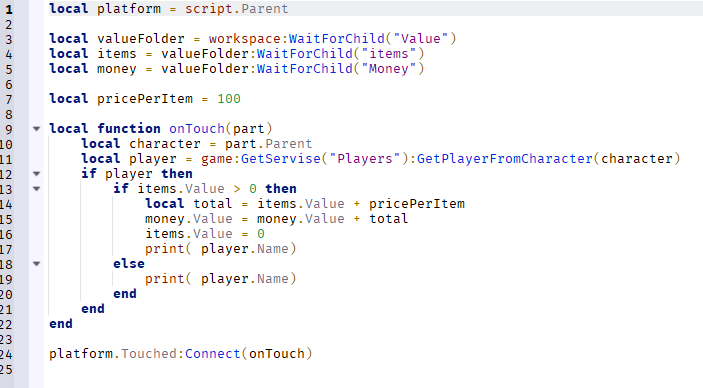 1 local platform = script.Parent
2
3 local valueFolder = workspace:WaitForChild("Value")
4 local items = valueFolder:WaitForChild("items")
5 local money = valueFolder:WaitForChild("Money")
6
7 local pricePerItem = 100
8
9 local function onTouch(part)
10 local character = part.Parent
11 local player = game:GetServise("Players"):GetPlayerFromCharacter(character)
12 if player then
13 if items.Value > 0 then
14 local total = items.Value + pricePerItem
15 money.Value = money.Value + total
16 items.Value = 0
17 print( player.Name)
18 else
19 print( player.Name)
20 end
21 end
22 end
23
24 platform.Touched:Connect(onTouch)
25